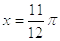 x = 11/12 π